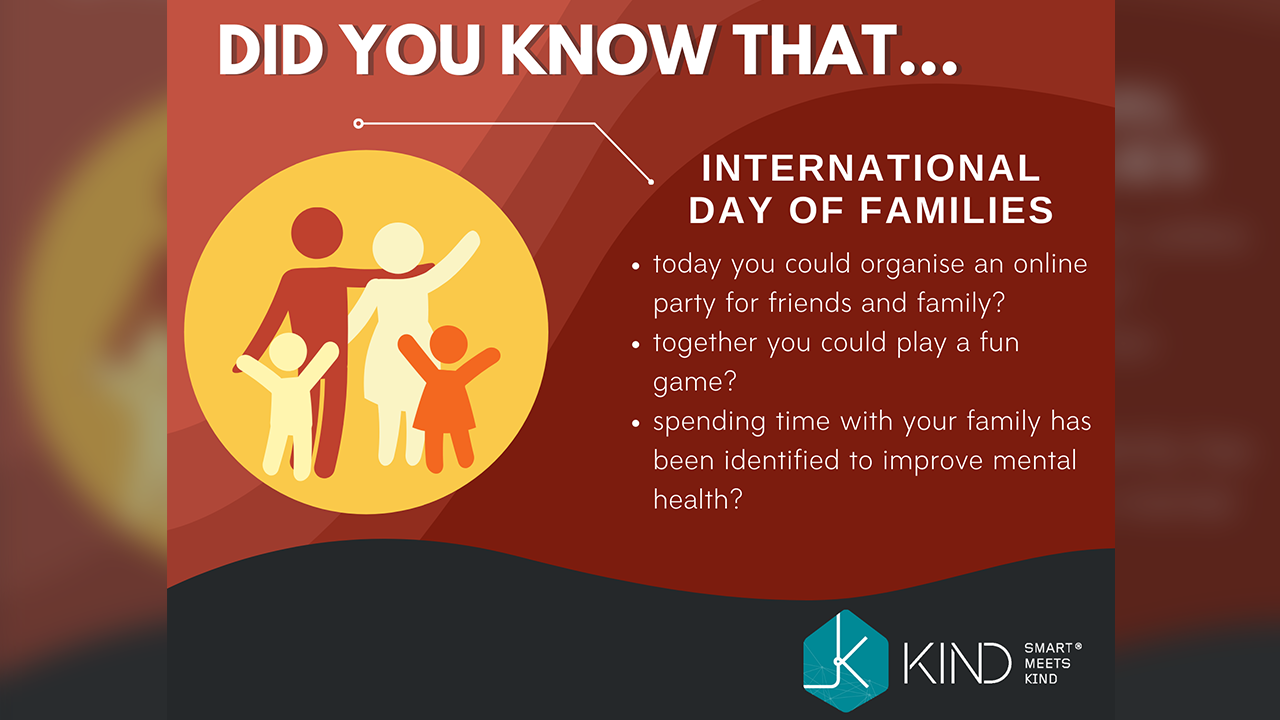 DID YOU KNOW THAT...
INTERNATIONAL
DAY OF FAMILIES
• today you could organise an online
party for friends and family?
• together you could play a fun
game?
• spending time with your family has
been identified to improve mental
health?
KIND
SMART®
MEETS
KIND